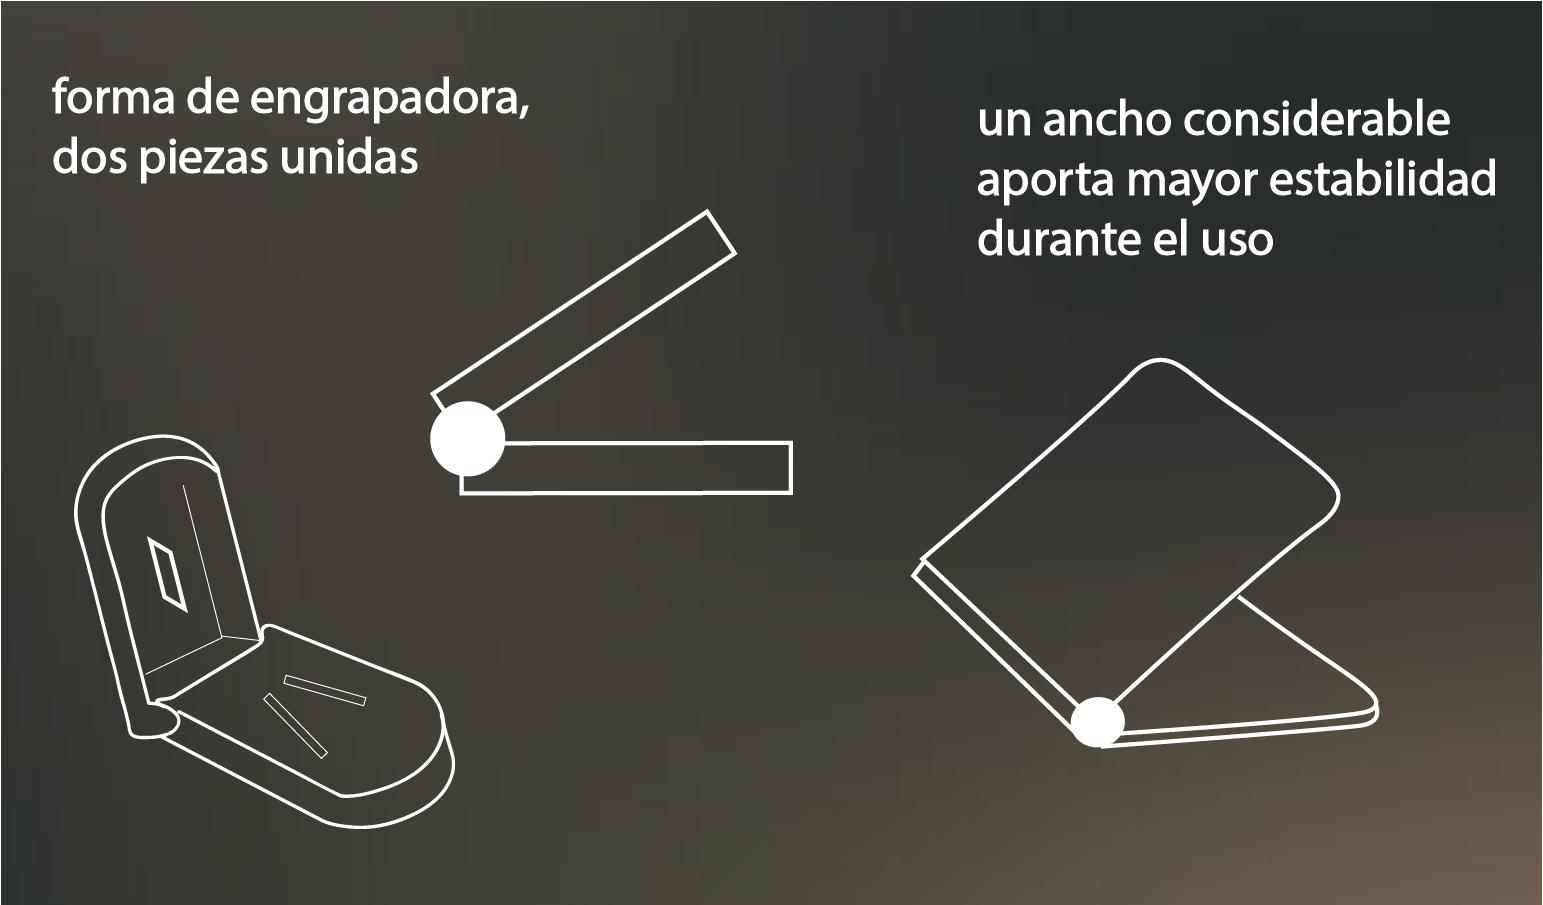 forma de engrapadora,
dos piezas unidas
un ancho considerable
aporta mayor estabilidad
durante el uso